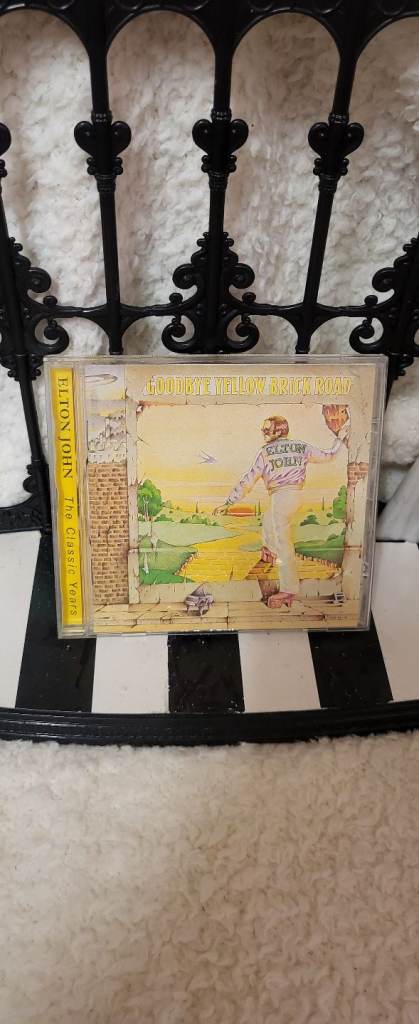 GOODBYE YELLOW BRICK ROAD
ELTON JOHN The Classic Years
ELTON
JOHN